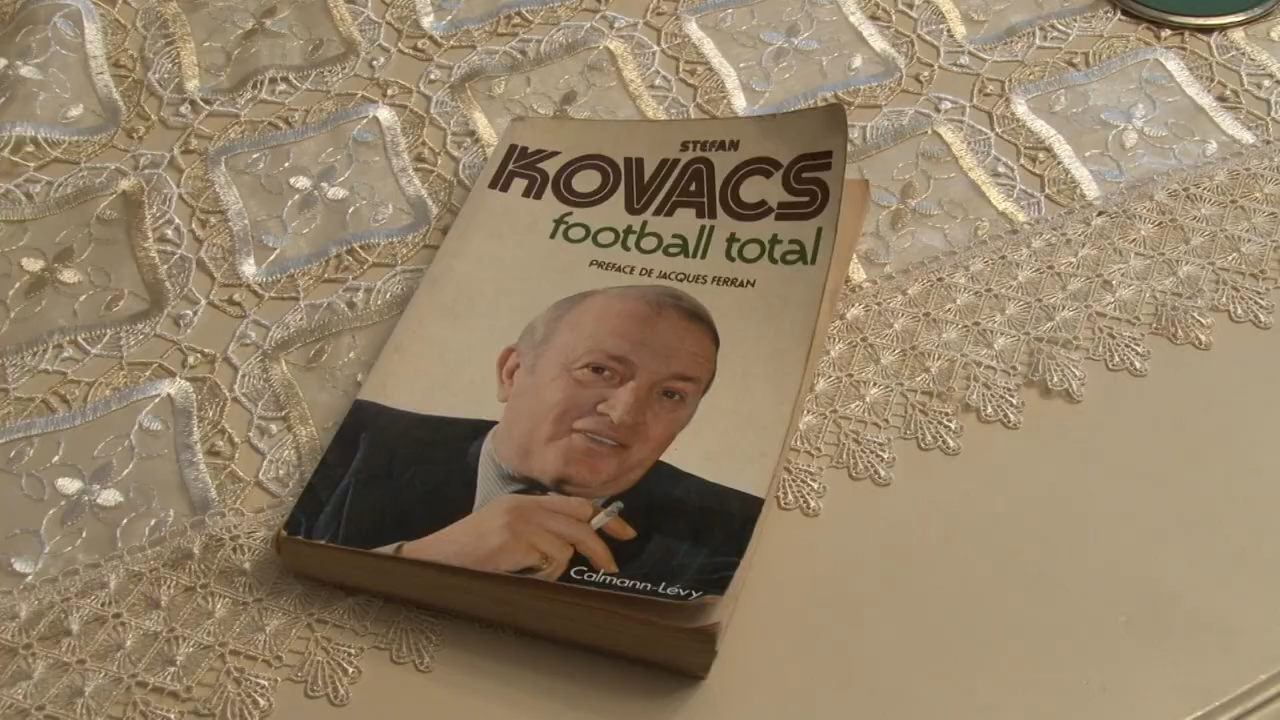 STEFAN
KOVACS
football total
PREFACE DE JACQUES FERRAN
Calmann-Lévy